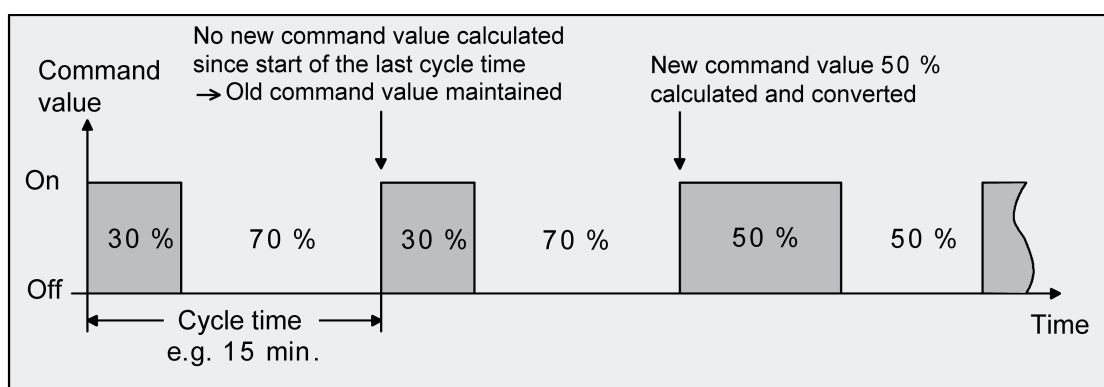 No new command value calculated
since start of the last cycle time
→ Old command value maintained
New command value 50 %
calculated and converted
Command
value
On
30 %
70 %
30 %
70 %
50 %
50 %
Off
Cycle time
e.g. 15 min.
Time